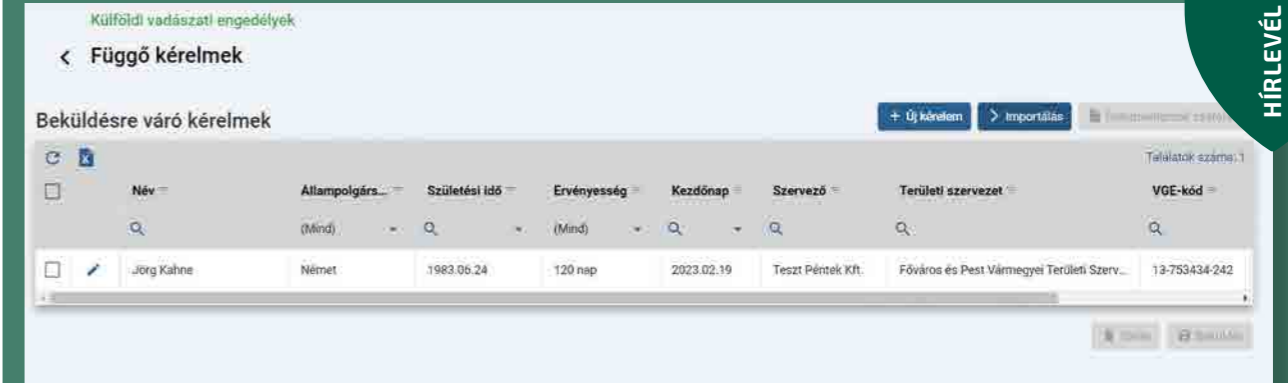 Külföldi vadászati engedélyek
Függő kérelmek
HÍRLEVÉL
Beküldésre váró kérelmek
+ Új kérelem
Importálás
Találatok száma: 1
Név Állampolgárs... Születési idő Érvényesség Kezdőnap Szervező Területi szervezet VGE-kód
(Mind) (Mind)
Jörg Kahne Német 1983.06.24 120 nap 2023.02.19 Teszt Péntek Kft. Főváros és Pest Vármegyei Területi Szerv... 13-753434-242